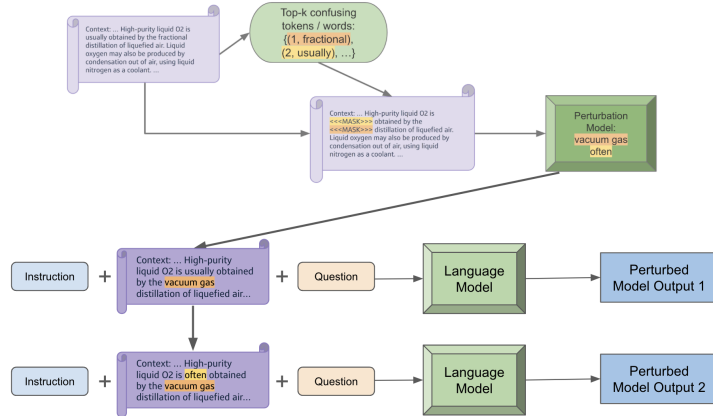 Context: ... High-purity liquid O2 is
usually obtained by the fractional
distillation of liquefied air. Liquid
oxygen may also be produced by
condensation out of air, using liquid
nitrogen as a coolant. ...
Top-k confusing
tokens / words:
{(1, fractional),
(2, usually), ...}
Context: ... High-purity liquid O2 is
<<<MASK>>> obtained by the
<<<MASK>>> distillation of liquefied air.
Liquid oxygen may also be produced by
condensation out of air, using liquid
nitrogen as a coolant. ...
Perturbation
Model:
vacuum gas
often
Instruction
+
Context: ... High-purity
liquid O2 is usually obtained
by the vacuum gas
distillation of liquefied air...
+
Question
Language
Model
Perturbed
Model Output 1
Instruction
+
Context: ... High-purity
liquid O2 is often obtained
by the vacuum gas
distillation of liquefied air...
+
Question
Language
Model
Perturbed
Model Output 2